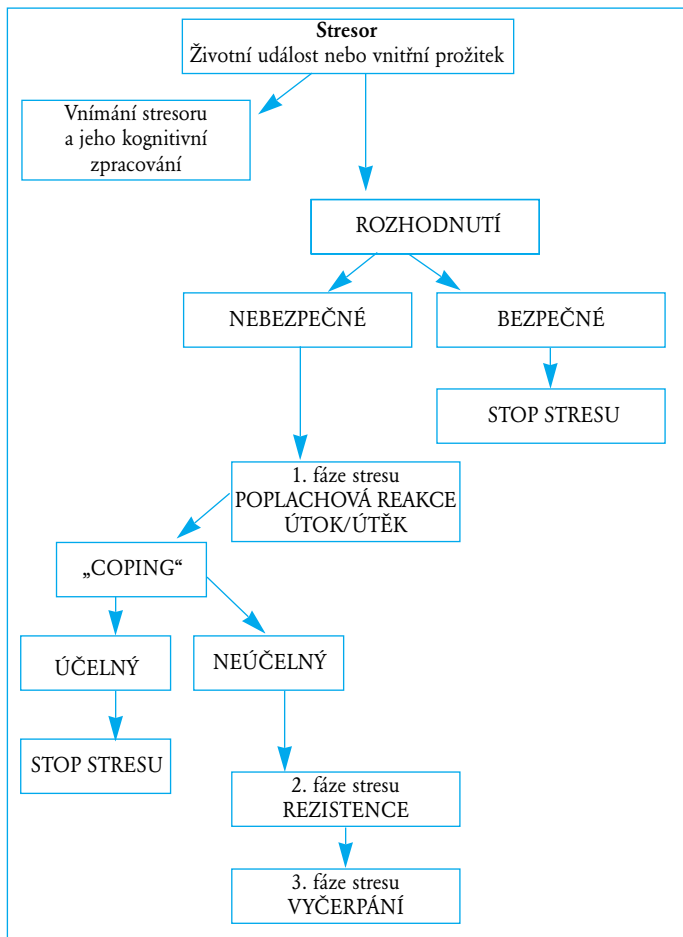 Stresor
Životní událost nebo vnitřní prožitek
Vnímání stresoru
a jeho kognitivní
zpracování
ROZHODNUTÍ
NEBEZPEČNÉ
BEZPEČNÉ
STOP STRESU
1. fáze stresu
POPLACHOVÁ REAKCE
ÚTOK/ÚTĚK
„COPING“
ÚČELNÝ
NEÚČELNÝ
STOP STRESU
2. fáze stresu
REZISTENCE
3. fáze stresu
VYČERPÁNÍ